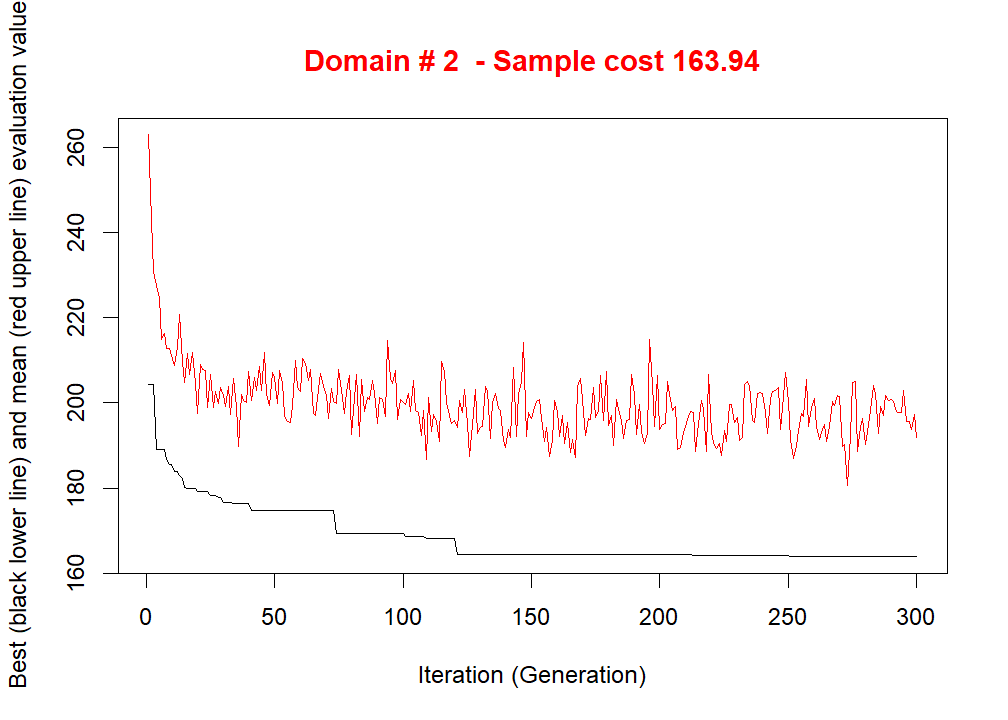 Domain # 2  - Sample cost 163.94
Best (black lower line) and mean (red upper line) evaluation value
260
240
220
200
180
160
0 50 100 150 200 250 300
Iteration (Generation)